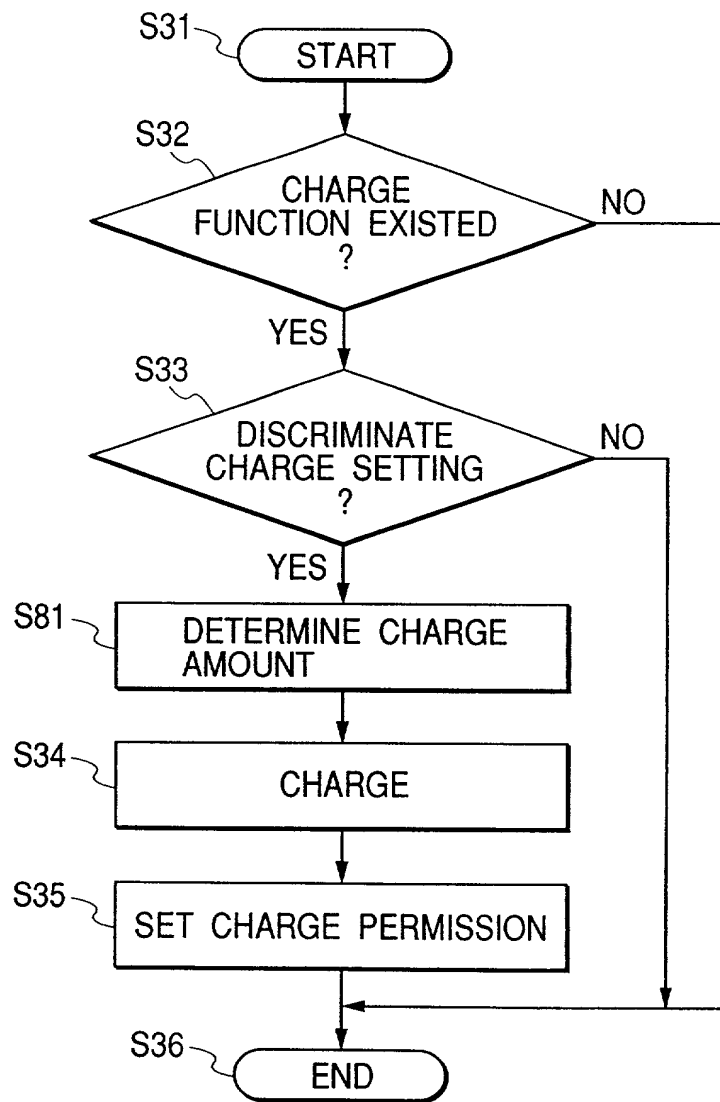 S31
START
S32
CHARGE
FUNCTION EXISTED
?
NO
YES
S33
DISCRIMINATE
CHARGE SETTING
?
NO
YES
S81
DETERMINE CHARGE
AMOUNT
S34
CHARGE
S35
SET CHARGE PERMISSION
S36
END